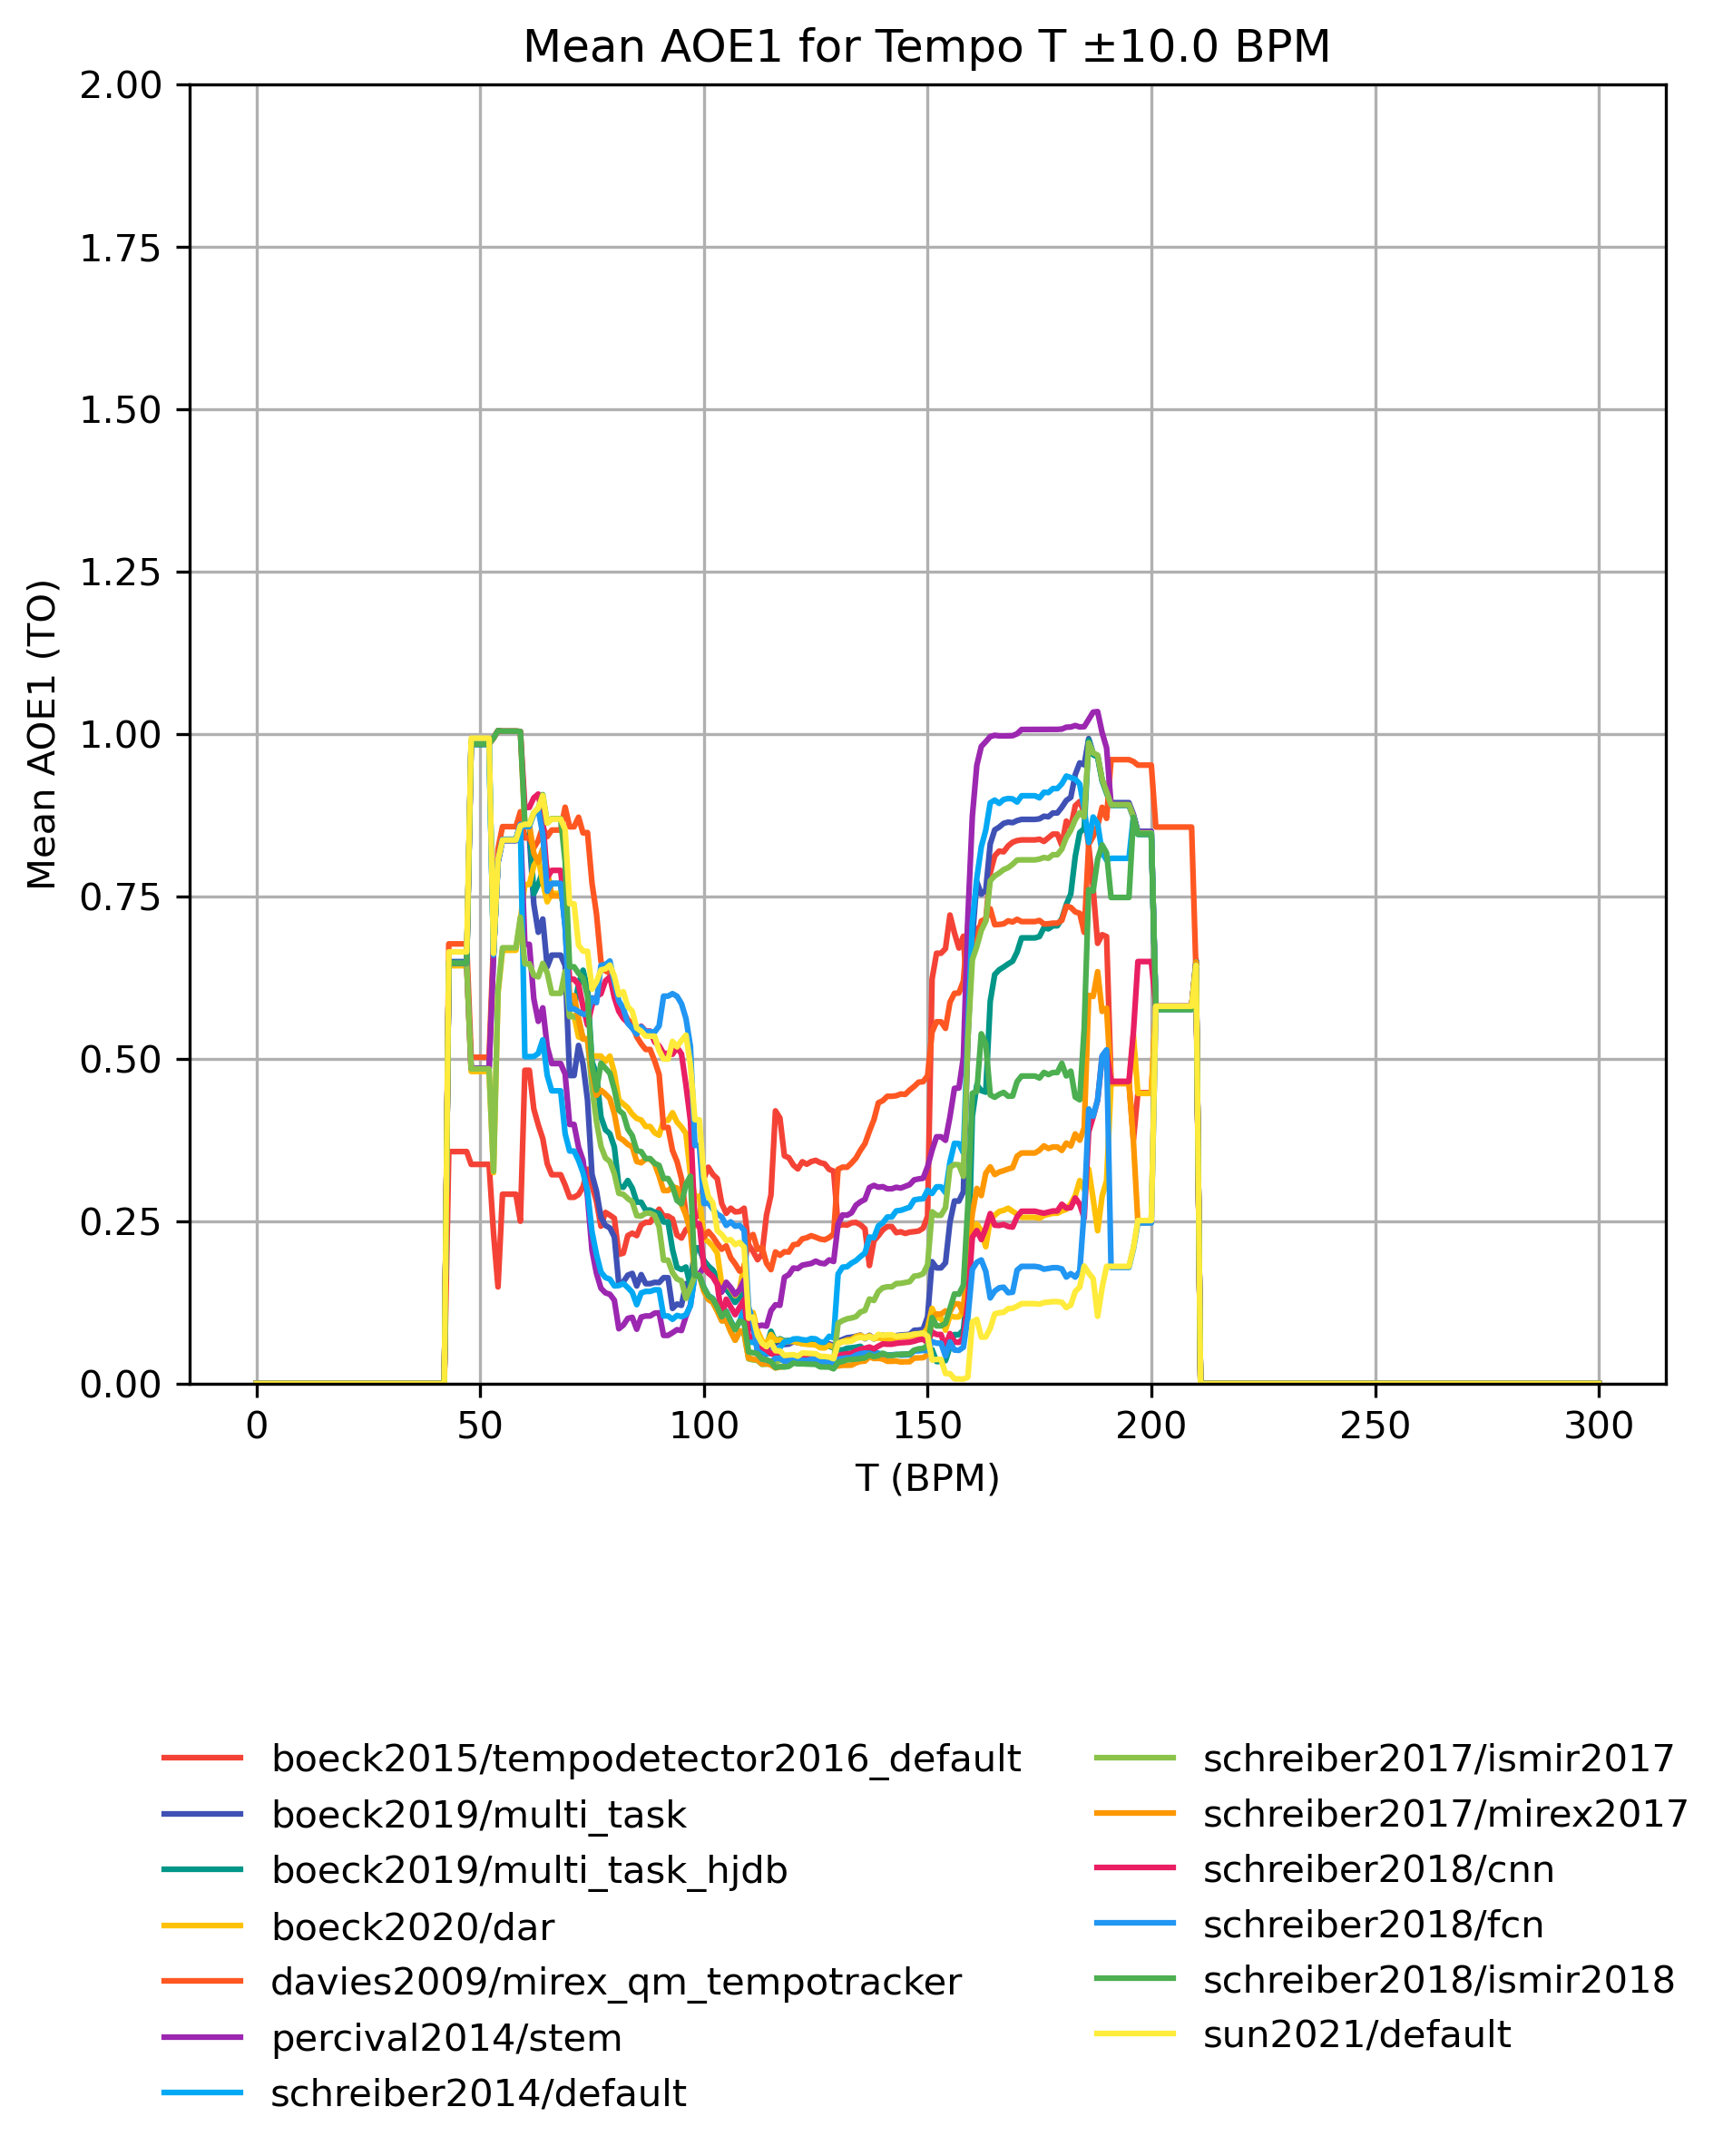 Mean AOE1 for Tempo T ±10.0 BPM
2.00
1.75
1.50
1.25
1.00
0.75
0.50
0.25
0.00
Mean AOE1 (TO)
0 50 100 150 200 250 300
T (BPM)
boeck2015/tempodetector2016_default
boeck2019/multi_task
boeck2019/multi_task_hjdb
boeck2020/dar
davies2009/mirex_qm_tempotracker
percival2014/stem
schreiber2014/default
schreiber2017/ismir2017
schreiber2017/mirex2017
schreiber2018/cnn
schreiber2018/fcn
schreiber2018/ismir2018
sun2021/default